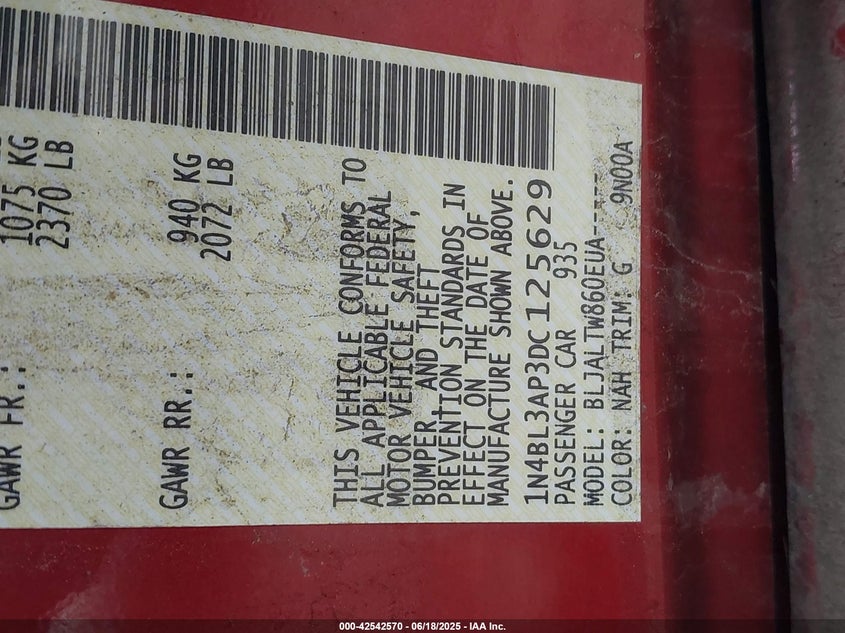 1075 KG
2370 LB
GAWR FR.:
940 KG
2072 LB
GAWR RR.:
THIS VEHICLE CONFORMS TO
ALL APPLICABLE FEDERAL
MOTOR VEHICLE SAFETY,
BUMPER, AND THEFT
PREVENTION STANDARDS IN
EFFECT ON THE DATE OF
MANUFACTURE SHOWN ABOVE.
1N4BL3AP3DC125629
PASSENGER CAR 935
MODEL: BLJALTW860EUA-----
COLOR: NAH TRIM: G 9N00A
000-42542570 - 06/18/2025 - IAA Inc.